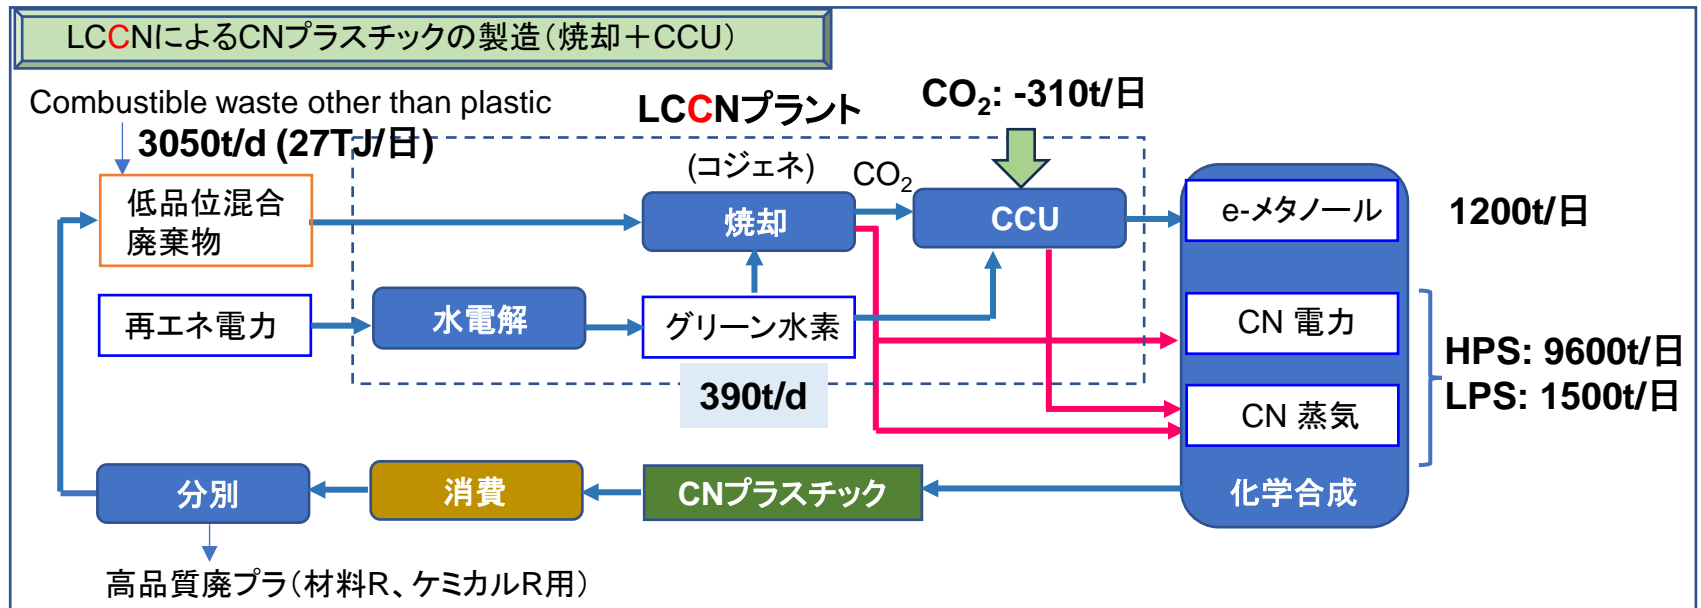 LCCNによるCNプラスチックの製造(焼却+CCU)
Combustible waste other than plastic
3050t/d (27TJ/日)
LCCNプラント
CO₂: -310t/日
(コジェネ)
CO₂
低品位混合
廃棄物
焼却
CCU
e-メタノール
1200t/日
再エネ電力
水電解
グリーン水素
CN 電力
390t/d
HPS: 9600t/日
LPS: 1500t/日
CN 蒸気
分別
消費
CNプラスチック
化学合成
高品質廃プラ(材料R、ケミカルR用)